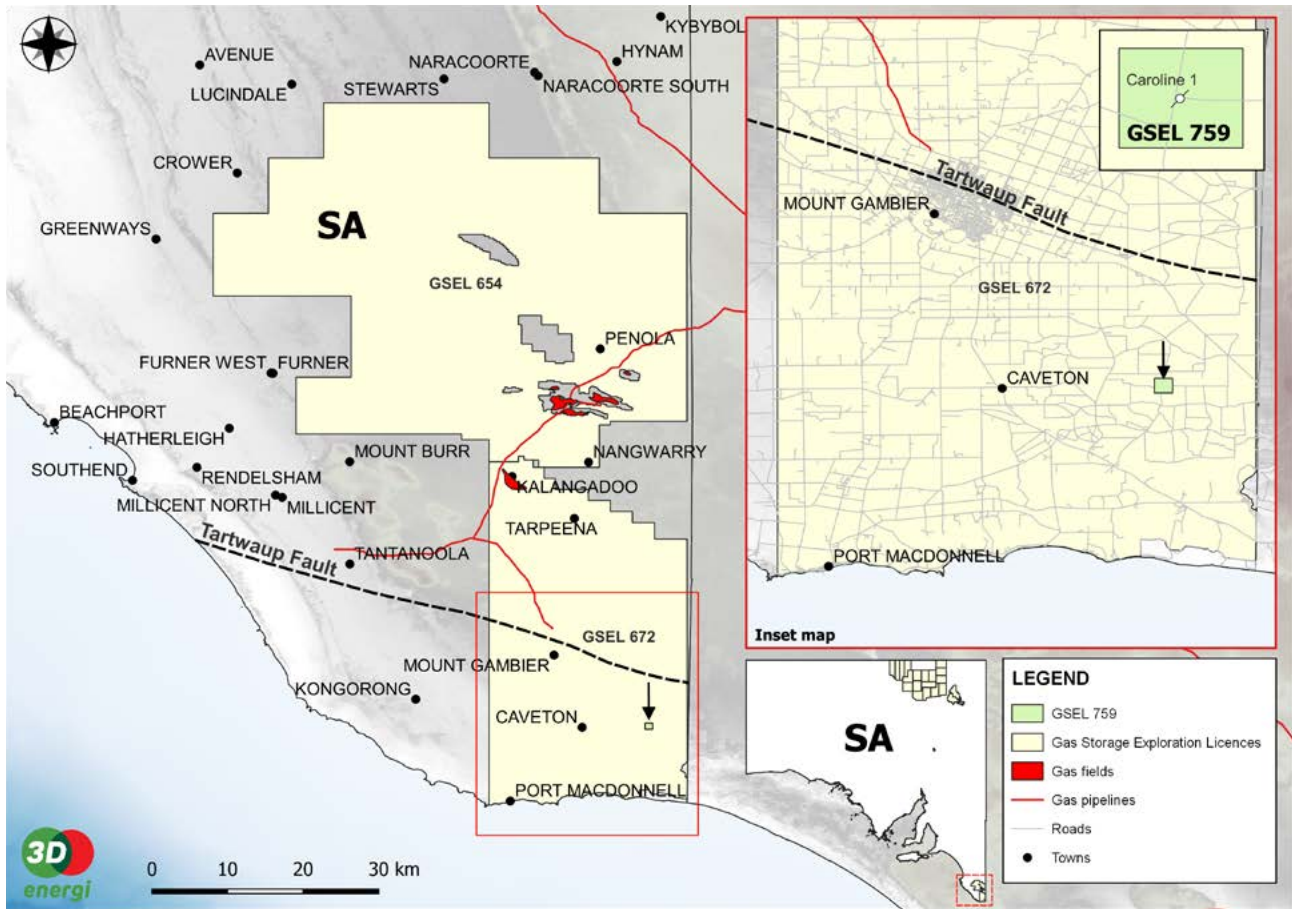 KYBYBOL
AVENUE
HYNAM
NARACOORTE
LUCINDALE
STEWARTS
NARACOORTE SOUTH
CROWER
SA
GREENWAYS
GSEL 654
PENOLA
FURNER WEST
FURNER
BEACHPORT
HATHERLEIGH
MOUNT BURR
NANGWARRY
SOUTHEND
RENDELSHAM
KALANGADOO
MILLICENT NORTH
MILLICENT
TARPEENA
Tartwaup Fault
TANTANOOLA
GSEL 672
MOUNT GAMBIER
KONGORONG
CAVETON
PORT MACDONNELL
3D
energi
0 10 20 30 km
Caroline 1
GSEL 759
Tartwaup Fault
MOUNT GAMBIER
GSEL 672
CAVETON
PORT MACDONNELL
Inset map
SA
LEGEND
GSEL 759
Gas Storage Exploration Licences
Gas fields
Gas pipelines
Roads
Towns